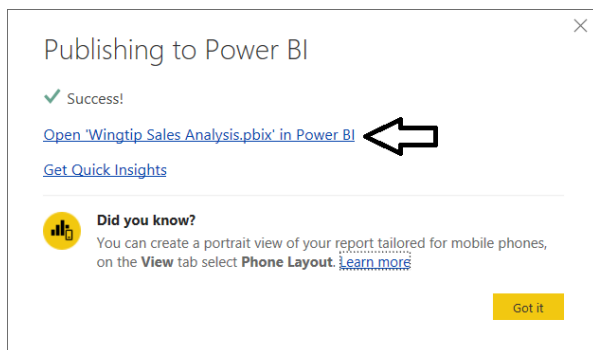 Publishing to Power BI
Success!
Open 'Wingtip Sales Analysis.pbix' in Power BI
Get Quick Insights
Did you know?
You can create a portrait view of your report tailored for mobile phones,
on the View tab select Phone Layout. Learn more
Got it